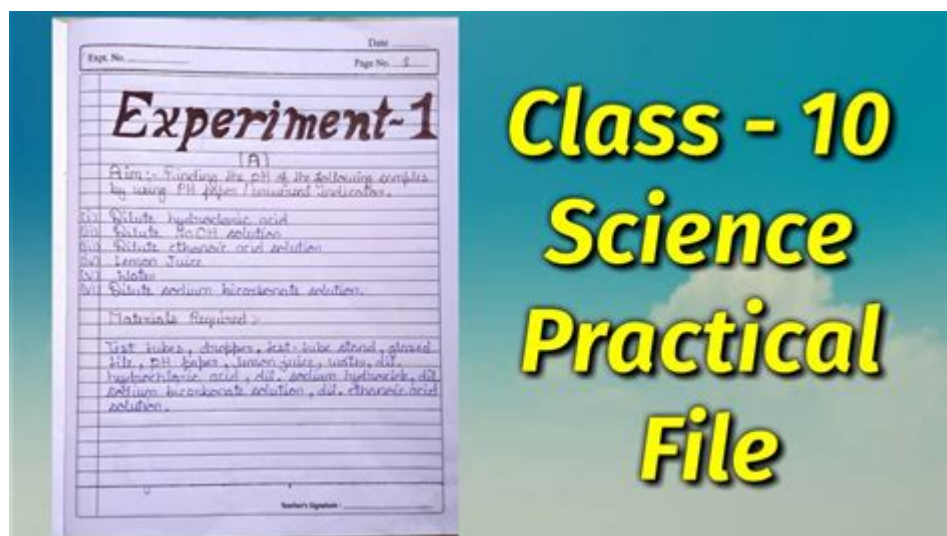 Date
Expt. No.
Page No. 1
Experiment-1
[A]
Aim :- Finding the pH of the following samples
by using PH paper / universal indicator.
(i) Dilute hydrochloric acid
(ii) Dilute NaOH solution
(iii) Dilute ethanoic acid solution
(iv) Lemon Juice
(v) Water
(vi) Dilute sodium bicarbonate solution.
Materials Required :-
Test tubes, droppers, test-tube stand, glazed
tile, pH paper, lemon juice, water, dil.
hydrochloric acid, dil. sodium hydroxide, dil.
sodium bicarbonate solution, dil. ethanoic acid
solution.
Teacher's Signature :
Class - 10
Science
Practical
File